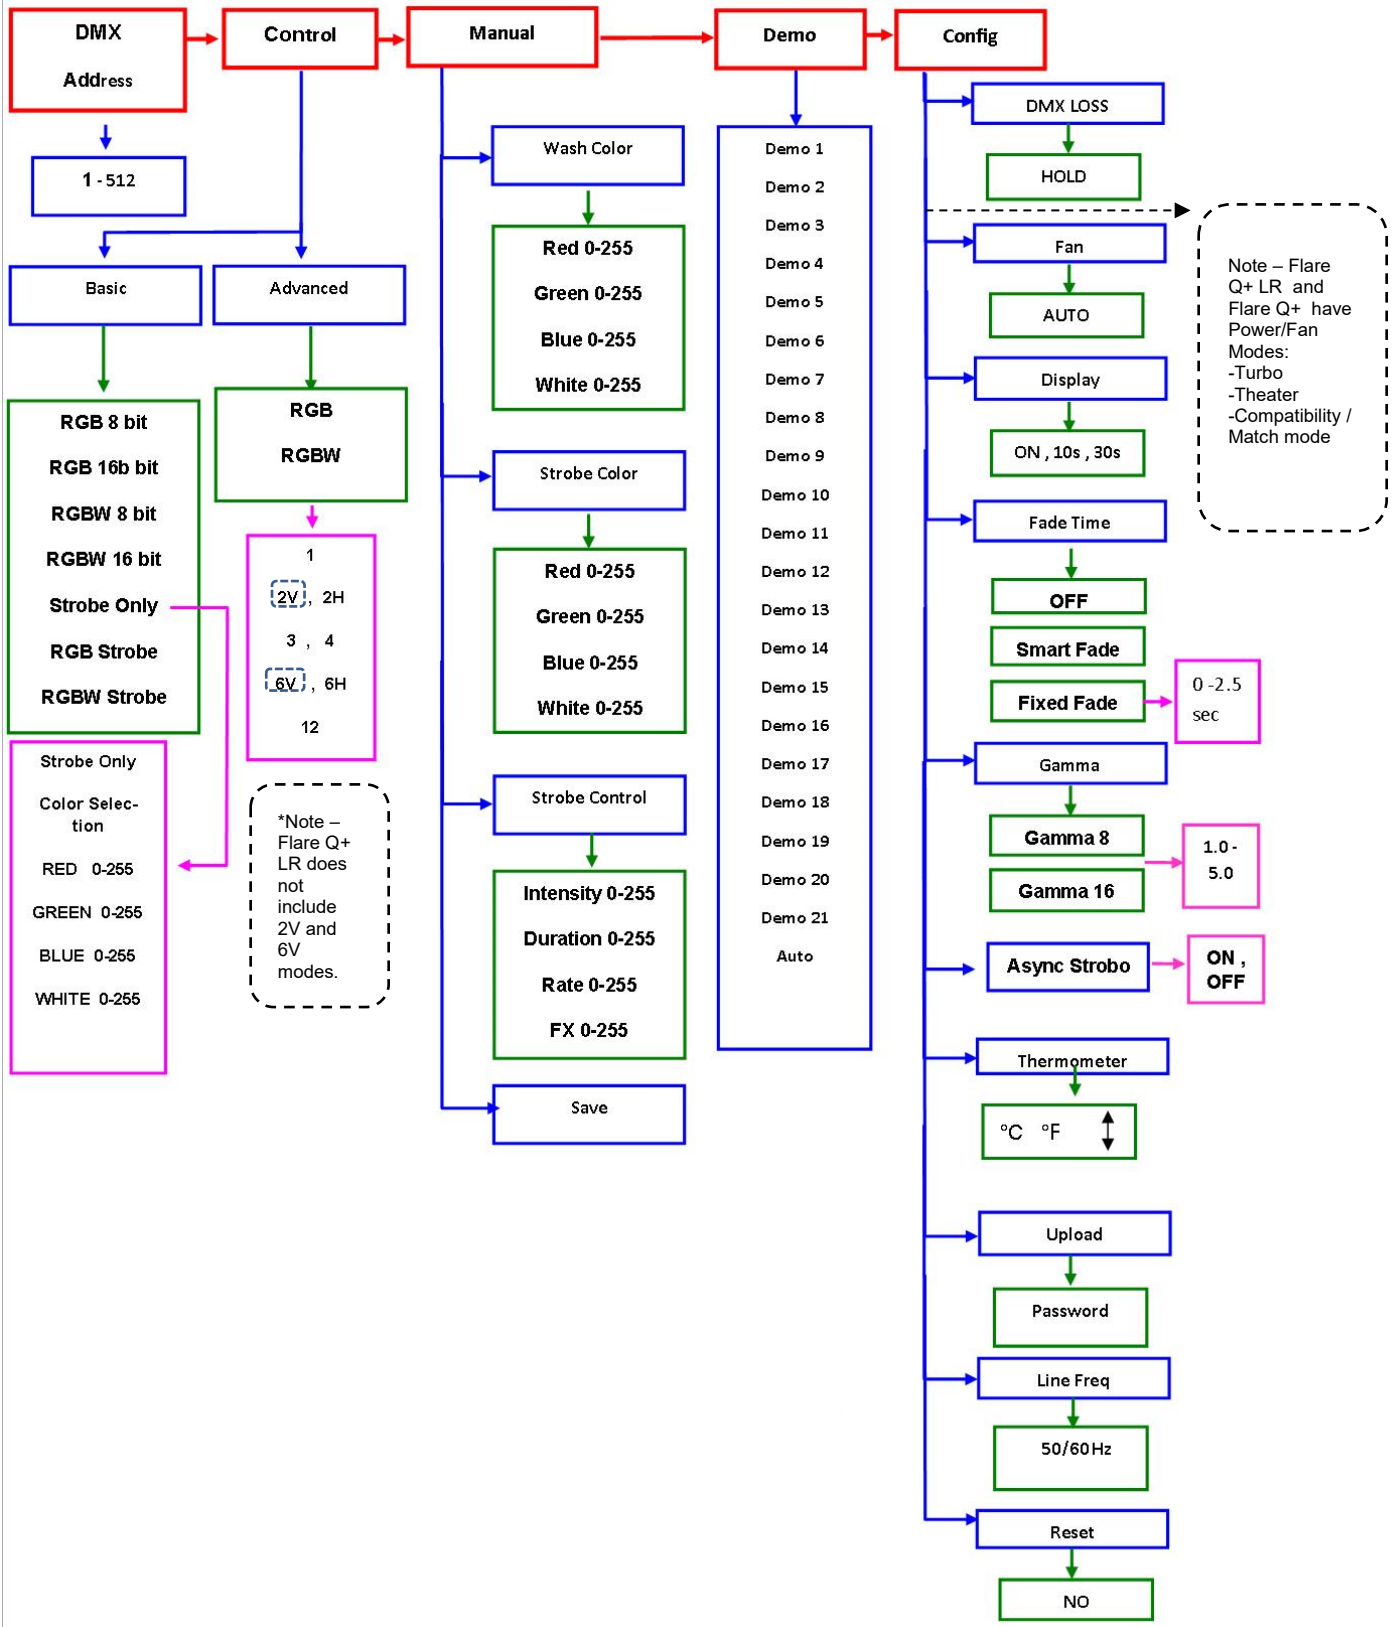 DMX
Address
Control
Manual
Demo
Config
1 - 512
Basic
Advanced
RGB 8 bit
RGB 16b bit
RGBW 8 bit
RGBW 16 bit
Strobe Only
RGB Strobe
RGBW Strobe
Strobe Only
Color Selec-
tion
RED 0-255
GREEN 0-255
BLUE 0-255
WHITE 0-255
RGB
RGBW
1
2V , 2H
3 , 4
6V , 6H
12
*Note –
Flare Q+
LR does
not
include
2V and
6V
modes.
Wash Color
Red 0-255
Green 0-255
Blue 0-255
White 0-255
Strobe Color
Red 0-255
Green 0-255
Blue 0-255
White 0-255
Strobe Control
Intensity 0-255
Duration 0-255
Rate 0-255
FX 0-255
Save
Demo 1
Demo 2
Demo 3
Demo 4
Demo 5
Demo 6
Demo 7
Demo 8
Demo 9
Demo 10
Demo 11
Demo 12
Demo 13
Demo 14
Demo 15
Demo 16
Demo 17
Demo 18
Demo 19
Demo 20
Demo 21
Auto
DMX LOSS
HOLD
Fan
AUTO
Display
ON , 10s , 30s
Fade Time
OFF
Smart Fade
Fixed Fade
0 -2.5
sec
Gamma
Gamma 8
Gamma 16
1.0 -
5.0
Async Strobo
ON ,
OFF
Thermometer
°C °F
Upload
Password
Line Freq
50/60Hz
Reset
NO
Note – Flare
Q+ LR and
Flare Q+ have
Power/Fan
Modes:
-Turbo
-Theater
-Compatibility /
Match mode